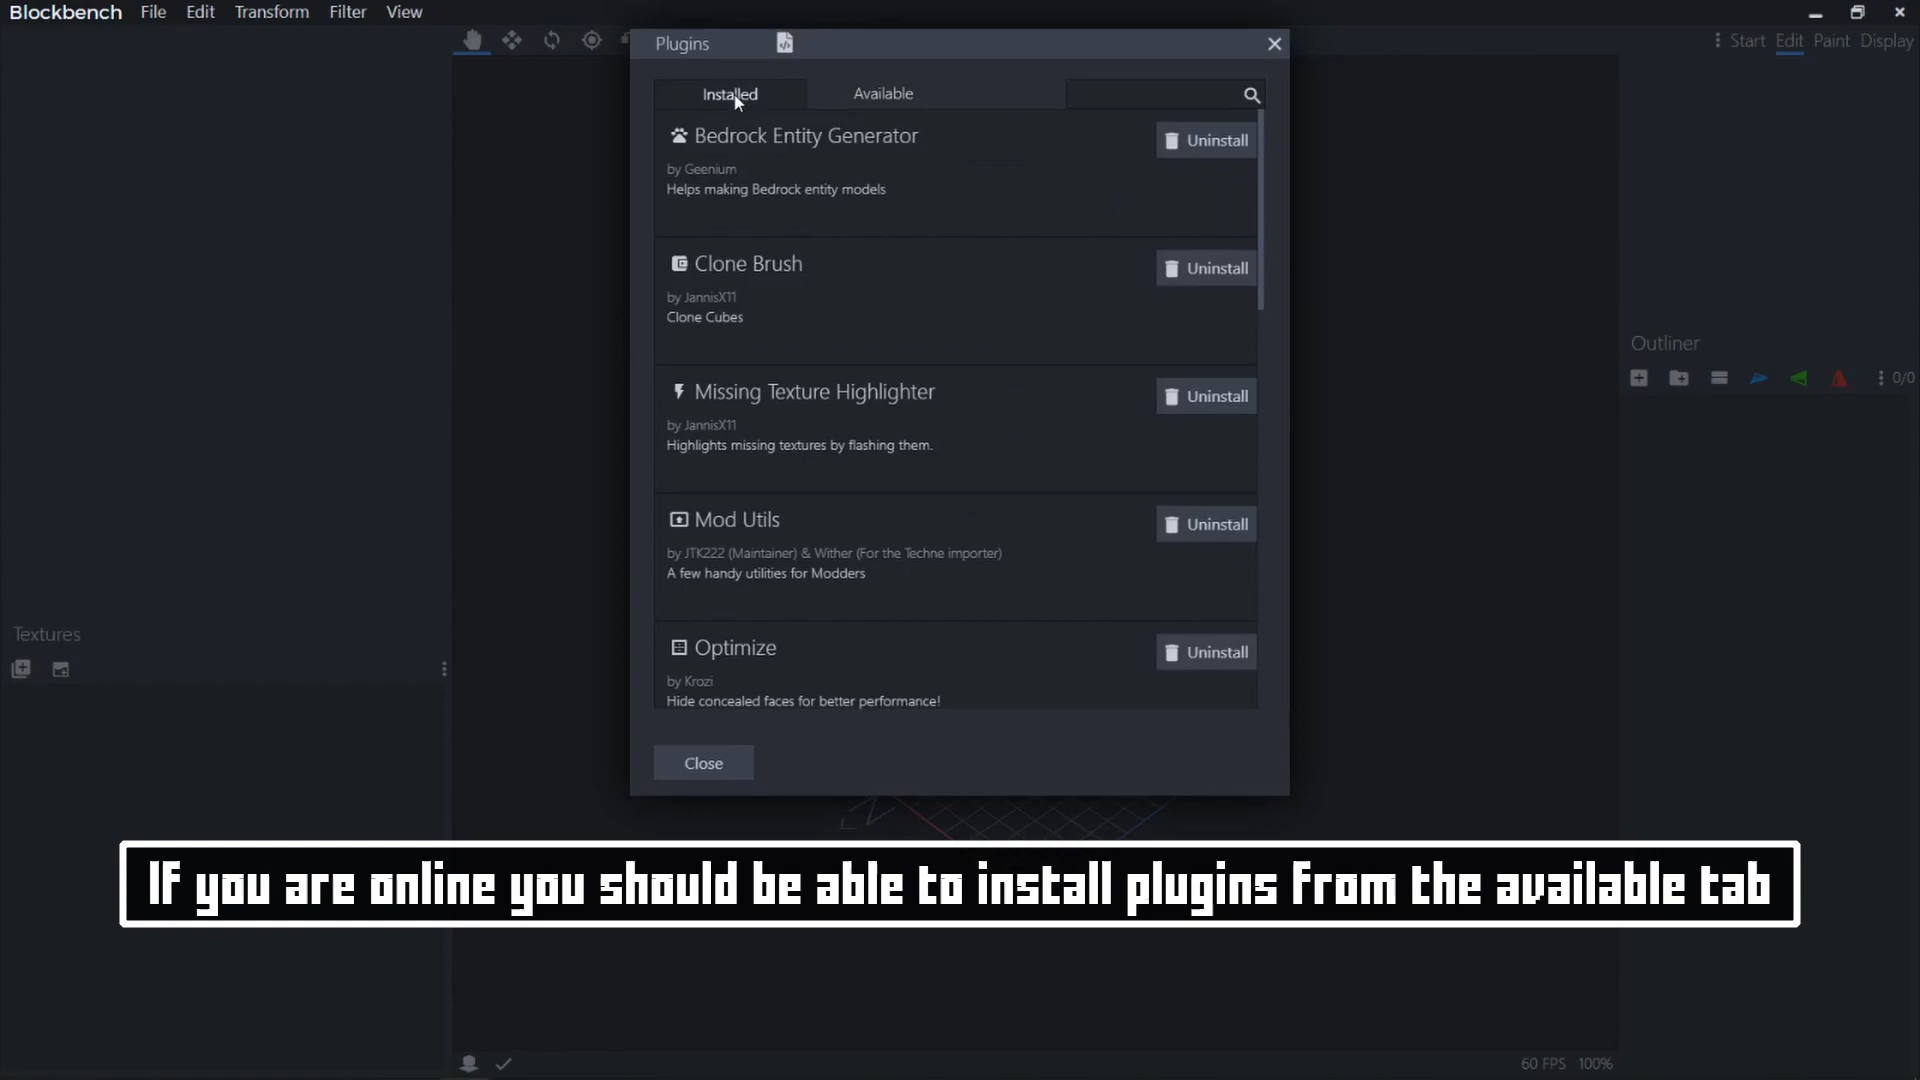 Blockbench File Edit Transform Filter View
Start Edit Paint Display
Plugins
Installed Available
Bedrock Entity Generator
Uninstall
by Geenium
Helps making Bedrock entity models
Clone Brush
Uninstall
by JannisX11
Clone Cubes
Missing Texture Highlighter
Uninstall
by JannisX11
Highlights missing textures by flashing them.
Mod Utils
Uninstall
by JTK222 (Maintainer) & Wither (For the Techne importer)
A few handy utilities for Modders
Optimize
Uninstall
by Krozi
Hide concealed faces for better performance!
Close
Outliner
0/0
Textures
If you are online you should be able to install plugins from the available tab
60 FPS 100%